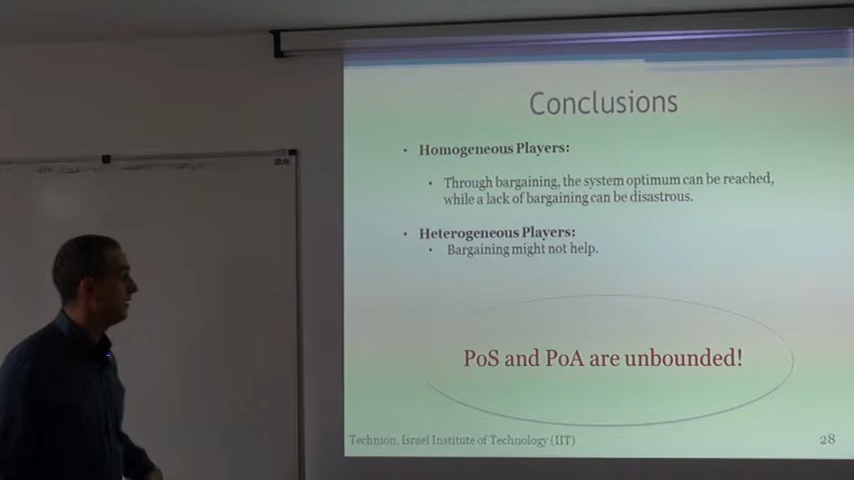 Conclusions
• Homogeneous Players:
• Through bargaining, the system optimum can be reached,
while a lack of bargaining can be disastrous.
• Heterogeneous Players:
• Bargaining might not help.
PoS and PoA are unbounded!
Technion, Israel Institute of Technology (IIT)
28